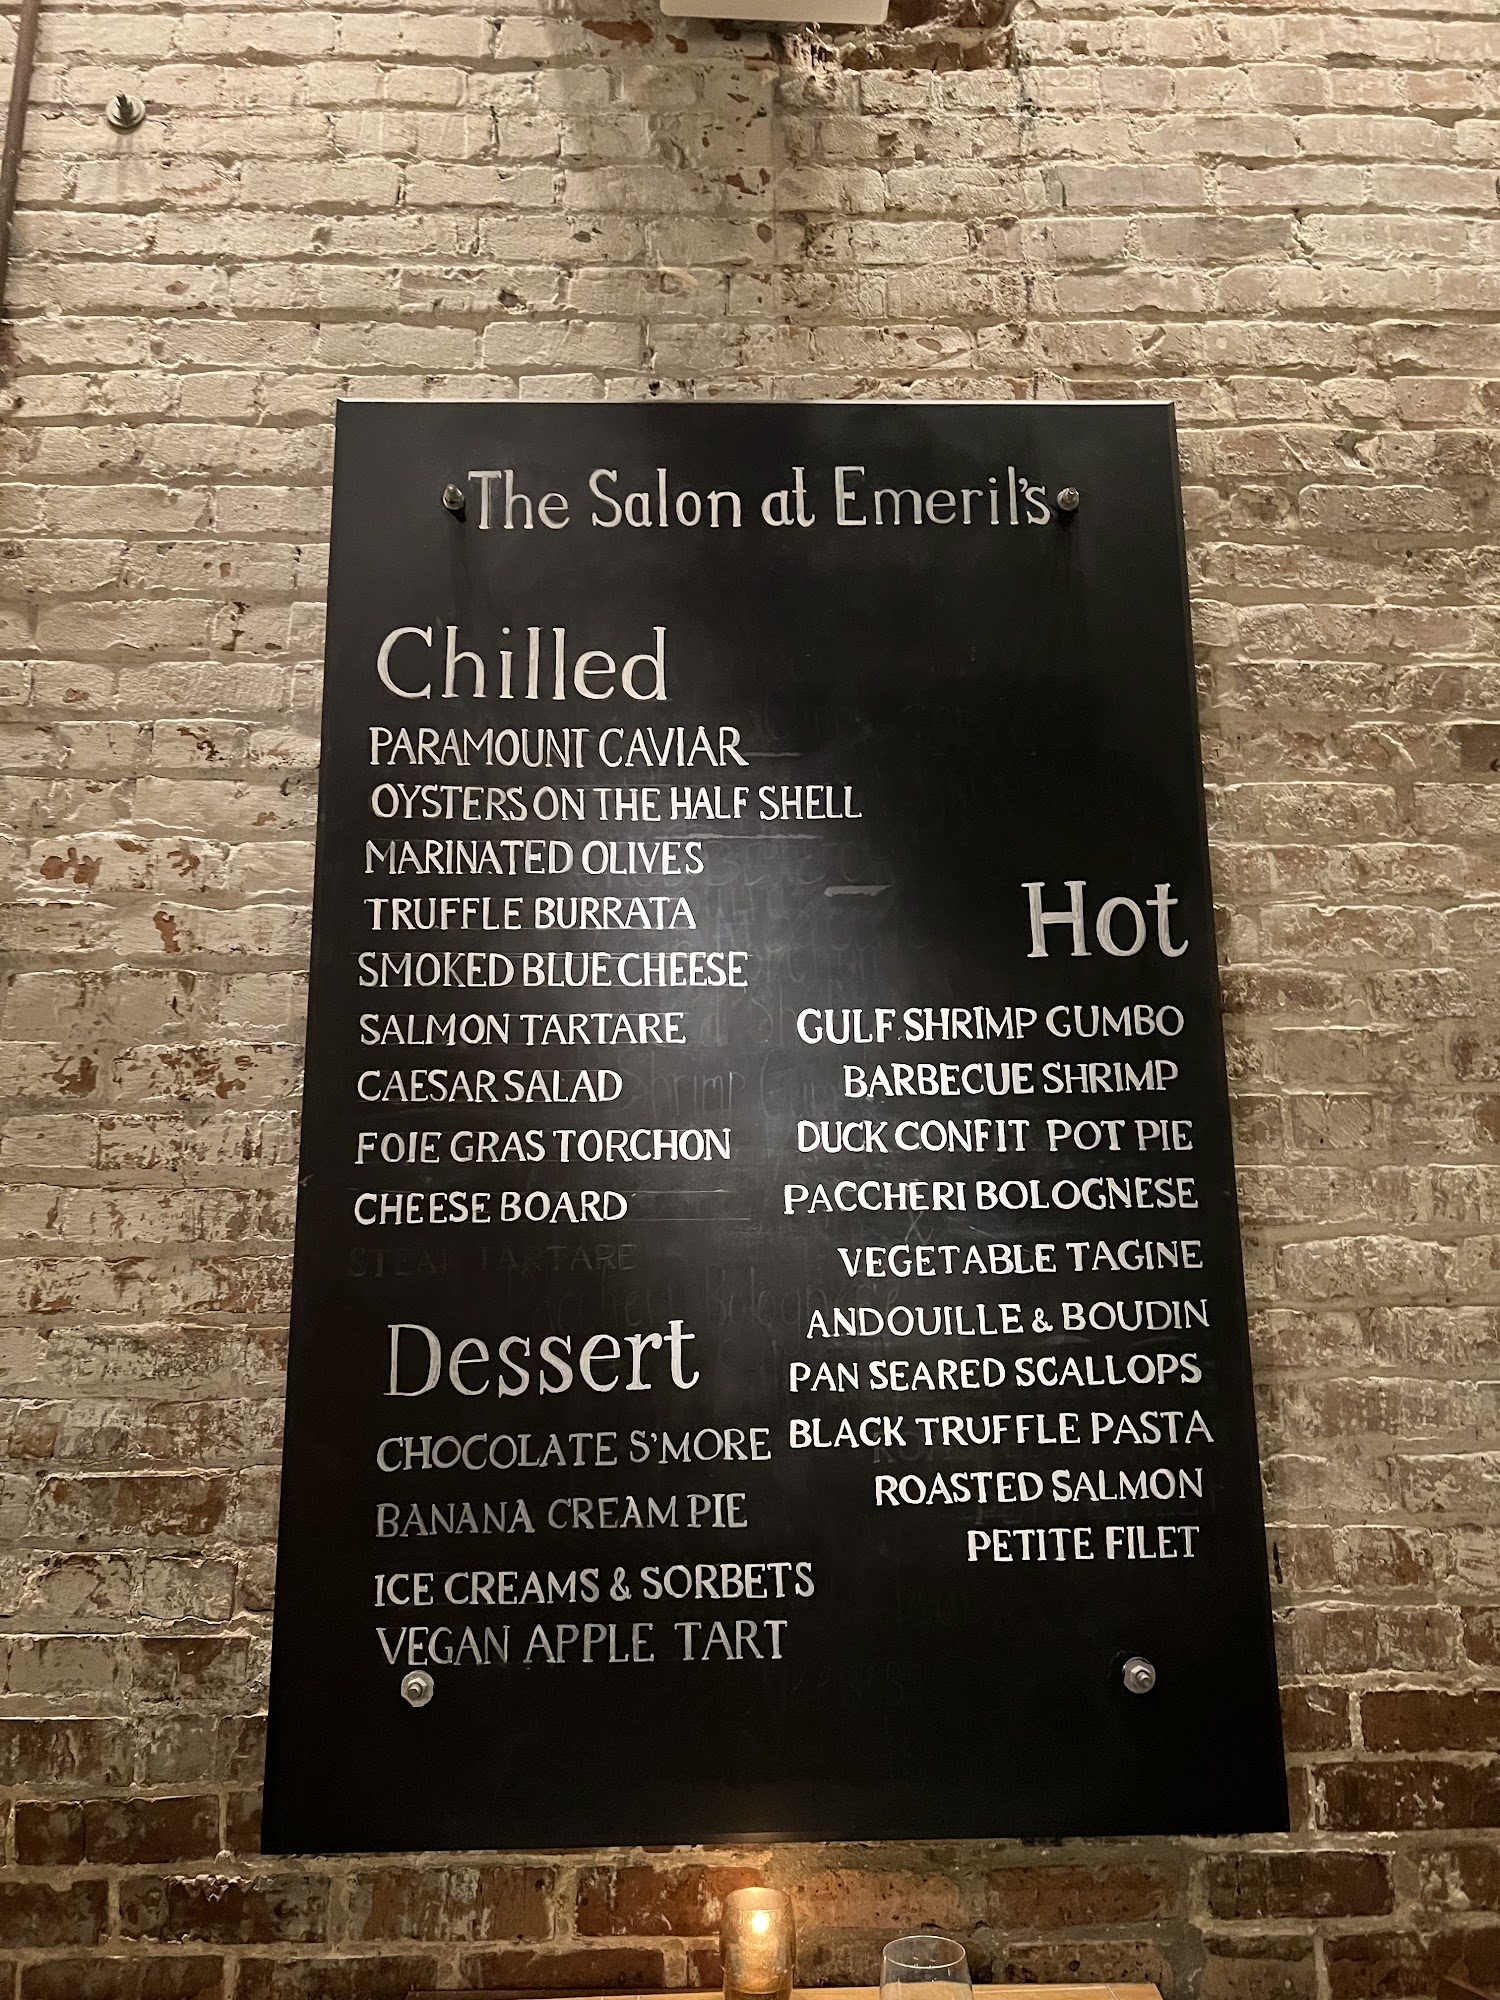 The Salon at Emeril's
Chilled
PARAMOUNT CAVIAR
OYSTERS ON THE HALF SHELL
MARINATED OLIVES
TRUFFLE BURRATA
SMOKED BLUE CHEESE
SALMON TARTARE
CAESAR SALAD
FOIE GRAS TORCHON
CHEESE BOARD
Hot
GULF SHRIMP GUMBO
BARBECUE SHRIMP
DUCK CONFIT POT PIE
PACCHERI BOLOGNESE
VEGETABLE TAGINE
ANDOUILLE & BOUDIN
PAN SEARED SCALLOPS
BLACK TRUFFLE PASTA
ROASTED SALMON
PETITE FILET
Dessert
CHOCOLATE S'MORE
BANANA CREAM PIE
ICE CREAMS & SORBETS
VEGAN APPLE TART